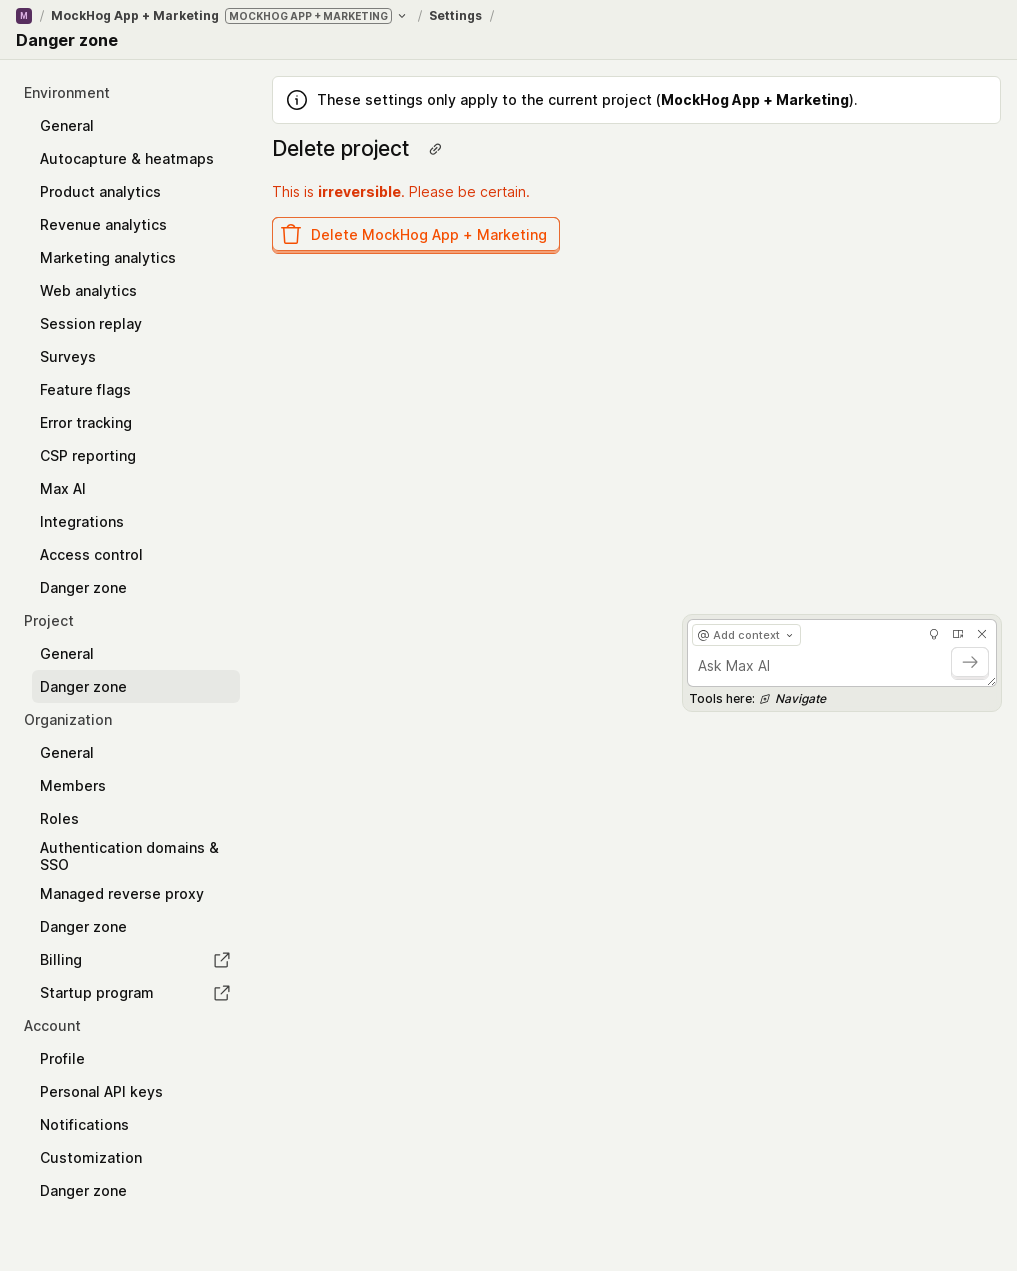 M / MockHog App + Marketing MOCKHOG APP + MARKETING / Settings /
Danger zone
Environment
General
Autocapture & heatmaps
Product analytics
Revenue analytics
Marketing analytics
Web analytics
Session replay
Surveys
Feature flags
Error tracking
CSP reporting
Max AI
Integrations
Access control
Danger zone
Project
General
Danger zone
Organization
General
Members
Roles
Authentication domains &
SSO
Managed reverse proxy
Danger zone
Billing
Startup program
Account
Profile
Personal API keys
Notifications
Customization
Danger zone
These settings only apply to the current project (MockHog App + Marketing).
Delete project
This is irreversible. Please be certain.
Delete MockHog App + Marketing
@ Add context
Ask Max AI
Tools here: Navigate